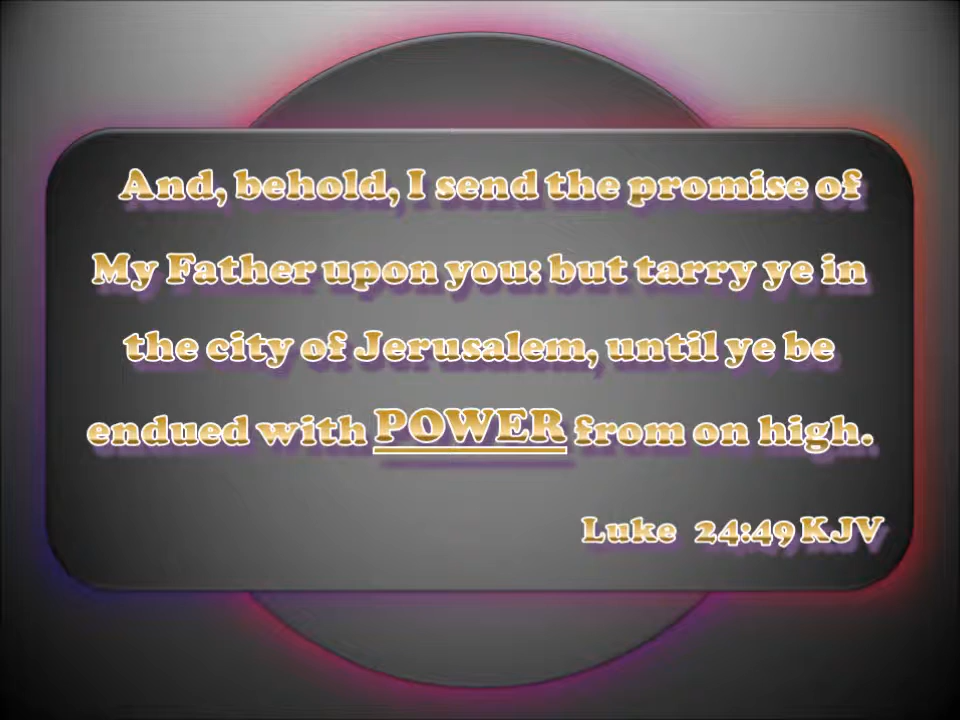 And, behold, I send the promise of
My Father upon you: but tarry ye in
the city of Jerusalem, until ye be
endued with POWER from on high.
Luke 24:49 KJV